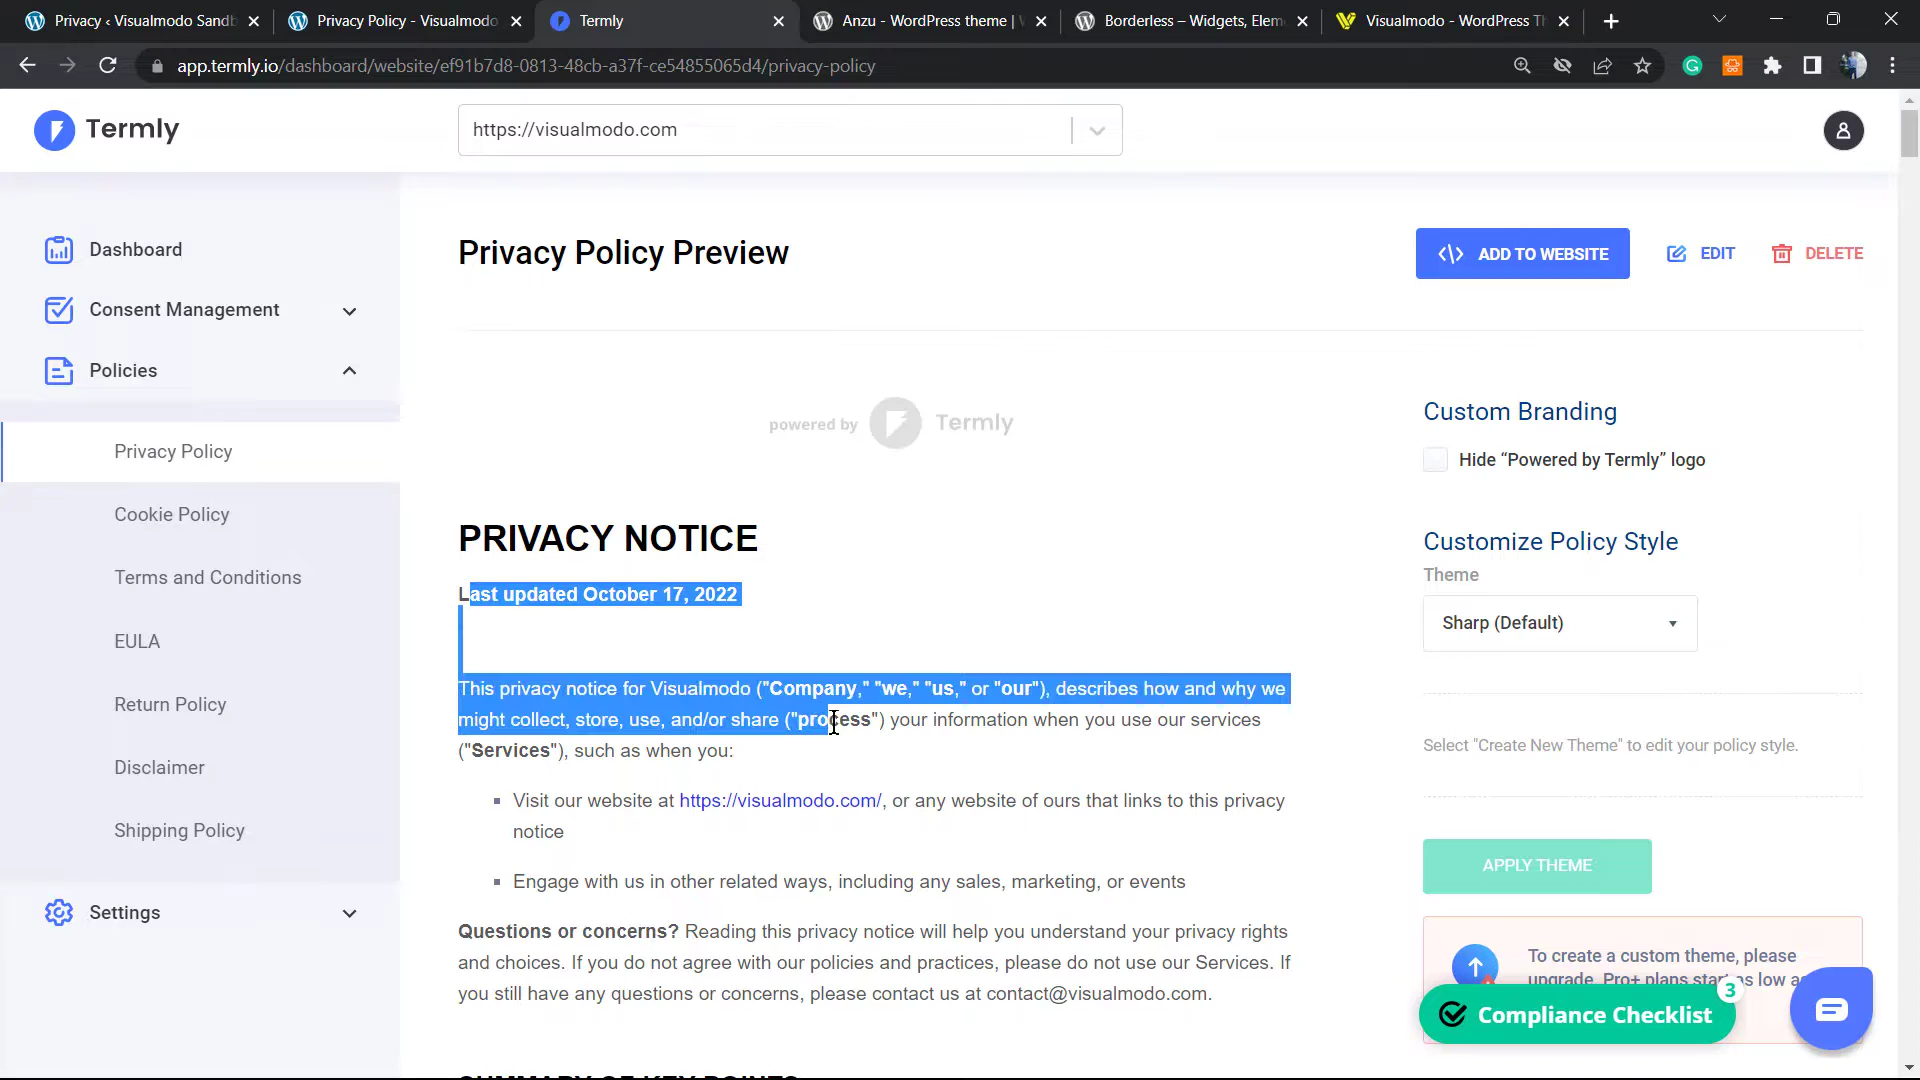 Privacy ‹ Visualmodo Sandb
Privacy Policy - Visualmodo
Termly
Anzu - WordPress theme |
Borderless – Widgets, Elem
Visualmodo - WordPress Th
app.termly.io/dashboard/website/ef91b7d8-0813-48cb-a37f-ce54855065d4/privacy-policy
Termly
https://visualmodo.com
Dashboard
Consent Management
Policies
Privacy Policy
Cookie Policy
Terms and Conditions
EULA
Return Policy
Disclaimer
Shipping Policy
Settings
Privacy Policy Preview
ADD TO WEBSITE
EDIT
DELETE
powered by Termly
PRIVACY NOTICE
Last updated October 17, 2022
This privacy notice for Visualmodo ("Company," "we," "us," or "our"), describes how and why we
might collect, store, use, and/or share ("process") your information when you use our services
("Services"), such as when you:
Visit our website at https://visualmodo.com/, or any website of ours that links to this privacy
notice
Engage with us in other related ways, including any sales, marketing, or events
Questions or concerns? Reading this privacy notice will help you understand your privacy rights
and choices. If you do not agree with our policies and practices, please do not use our Services. If
you still have any questions or concerns, please contact us at contact@visualmodo.com.
SUMMARY OF KEY POINTS
Custom Branding
Hide “Powered by Termly” logo
Customize Policy Style
Theme
Sharp (Default)
Select "Create New Theme" to edit your policy style.
APPLY THEME
To create a custom theme, please
upgrade. Pro+ plans start as low as
3
Compliance Checklist